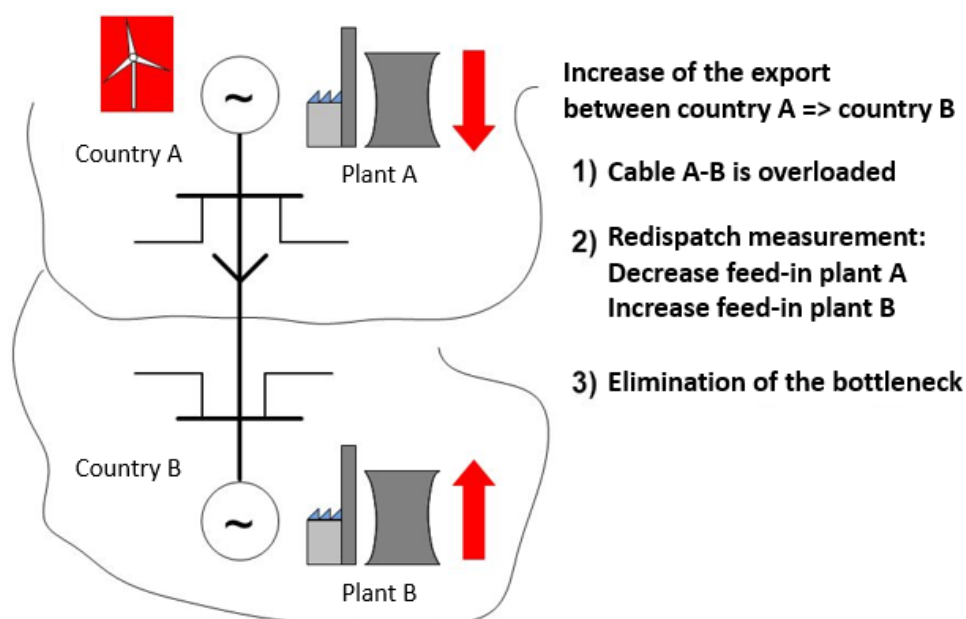 Country A
~
Plant A
Country B
~
Plant B
Increase of the export
between country A => country B
1) Cable A-B is overloaded
2) Redispatch measurement:
Decrease feed-in plant A
Increase feed-in plant B
3) Elimination of the bottleneck